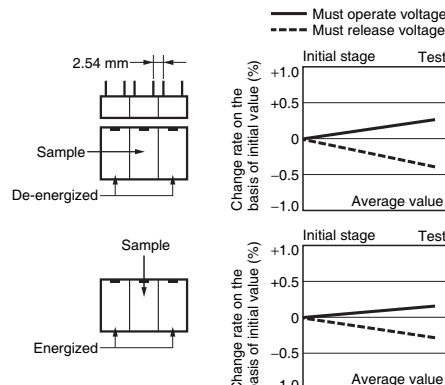 Must operate voltage
Must release voltage
2.54 mm
Sample
De-energized
Change rate on the
basis of initial value (%)
Initial stage
Test
+1.0
+0.5
0
−0.5
−1.0
Average value
Sample
Energized
Change rate on the
basis of initial value (%)
Initial stage
Test
+1.0
+0.5
0
−0.5
Average value